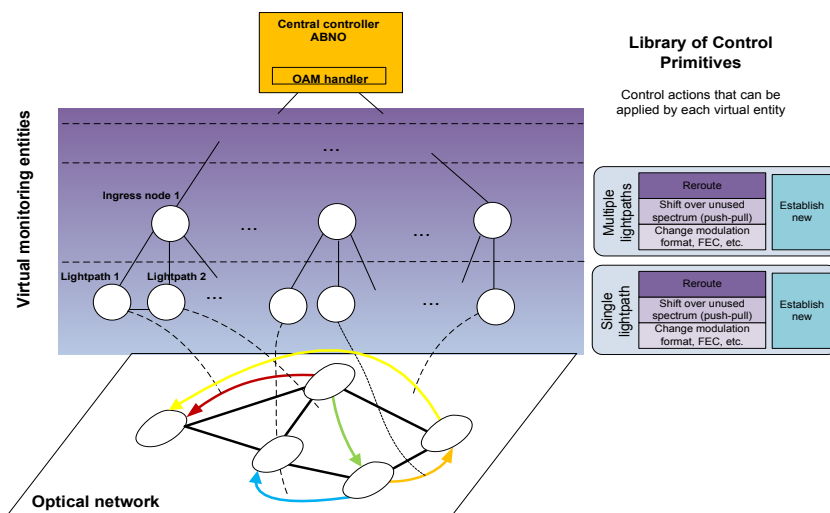 Central controller
ABNO
OAM handler
Library of Control
Primitives
Control actions that can be
applied by each virtual entity
Virtual monitoring entities
...
...
Ingress node 1
...
Lightpath 1
Lightpath 2
...
...
Multiple
lightpaths
Reroute
Shift over unused
spectrum (push-pull)
Change modulation
format, FEC, etc.
Establish
new
Single
lightpath
Reroute
Shift over unused
spectrum (push-pull)
Change modulation
format, FEC, etc.
Establish
new
Optical network